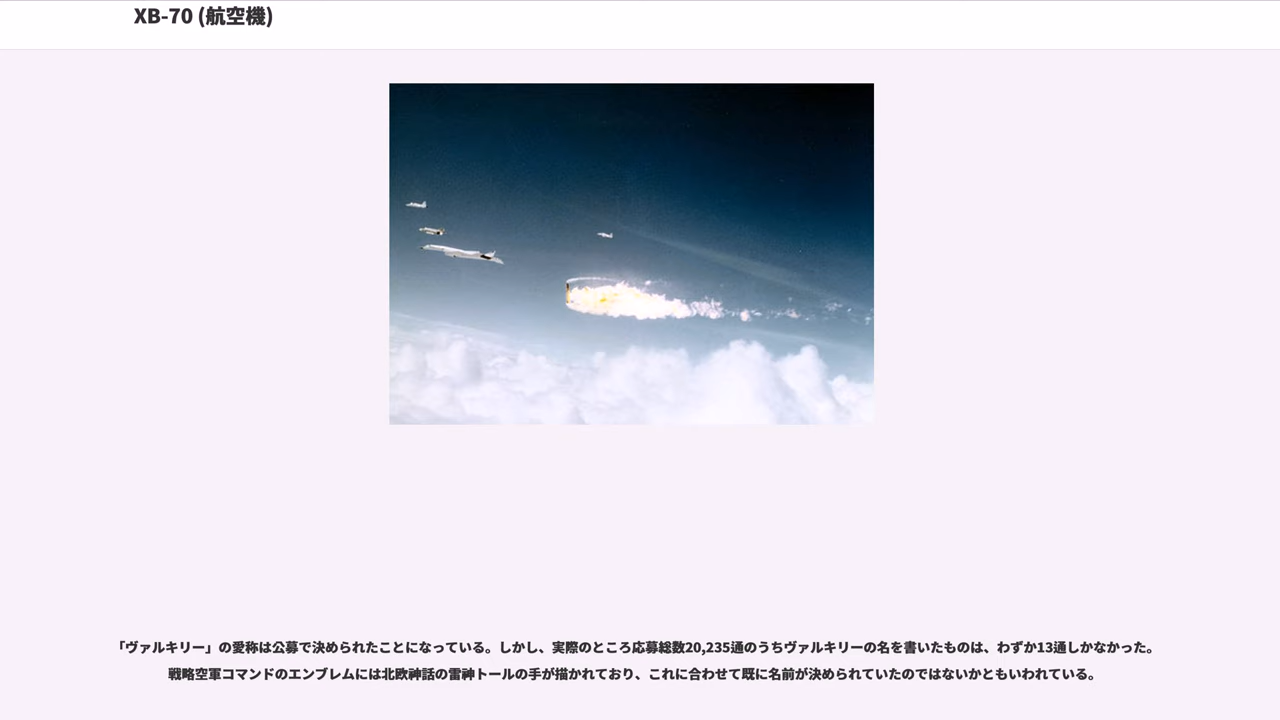 XB-70 (航空機)
「ヴァルキリー」の愛称は公募で決められたことになっている。しかし、実際のところ応募総数20,235通のうちヴァルキリーの名を書いたものは、わずか13通しかなかった。
戦略空軍コマンドのエンブレムには北欧神話の雷神トールの手が描かれており、これに合わせて既に名前が決められていたのではないかともいわれている。